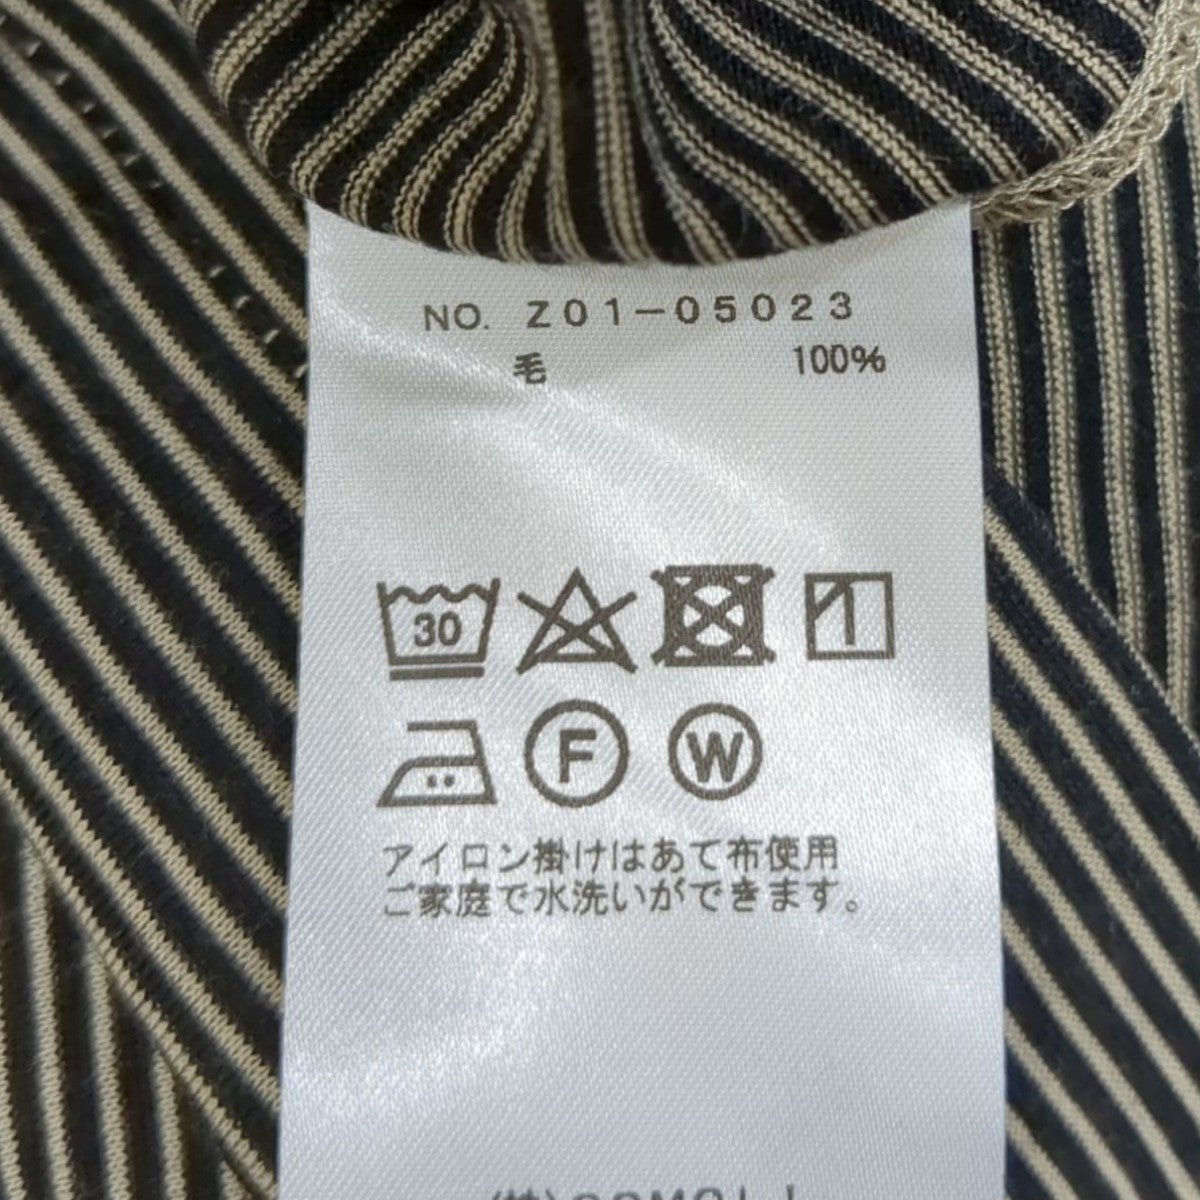 NO. Z01-05023
毛 100%
30
F W
アイロン掛けはあて布使用
ご家庭で水洗いができます。